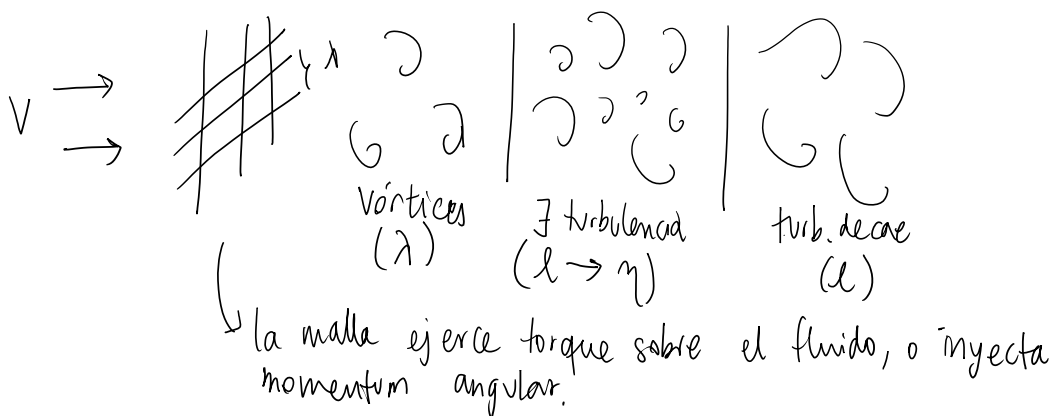 V
λ
Vórtices
(λ)
∃ turbulencia
(l → η)
turb. decae
(l)
la malla ejerce torque sobre el fluido, o inyecta
momentum angular.